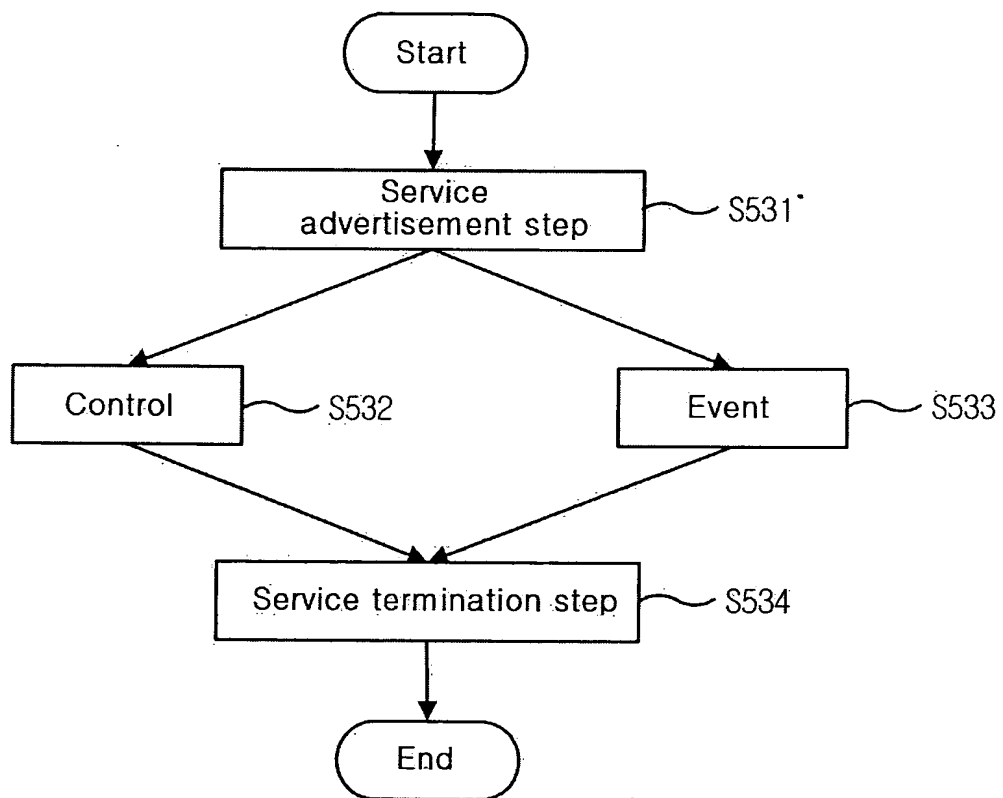 Start
Service
advertisement step
S531
Control
S532
Event
S533
Service termination step
S534
End